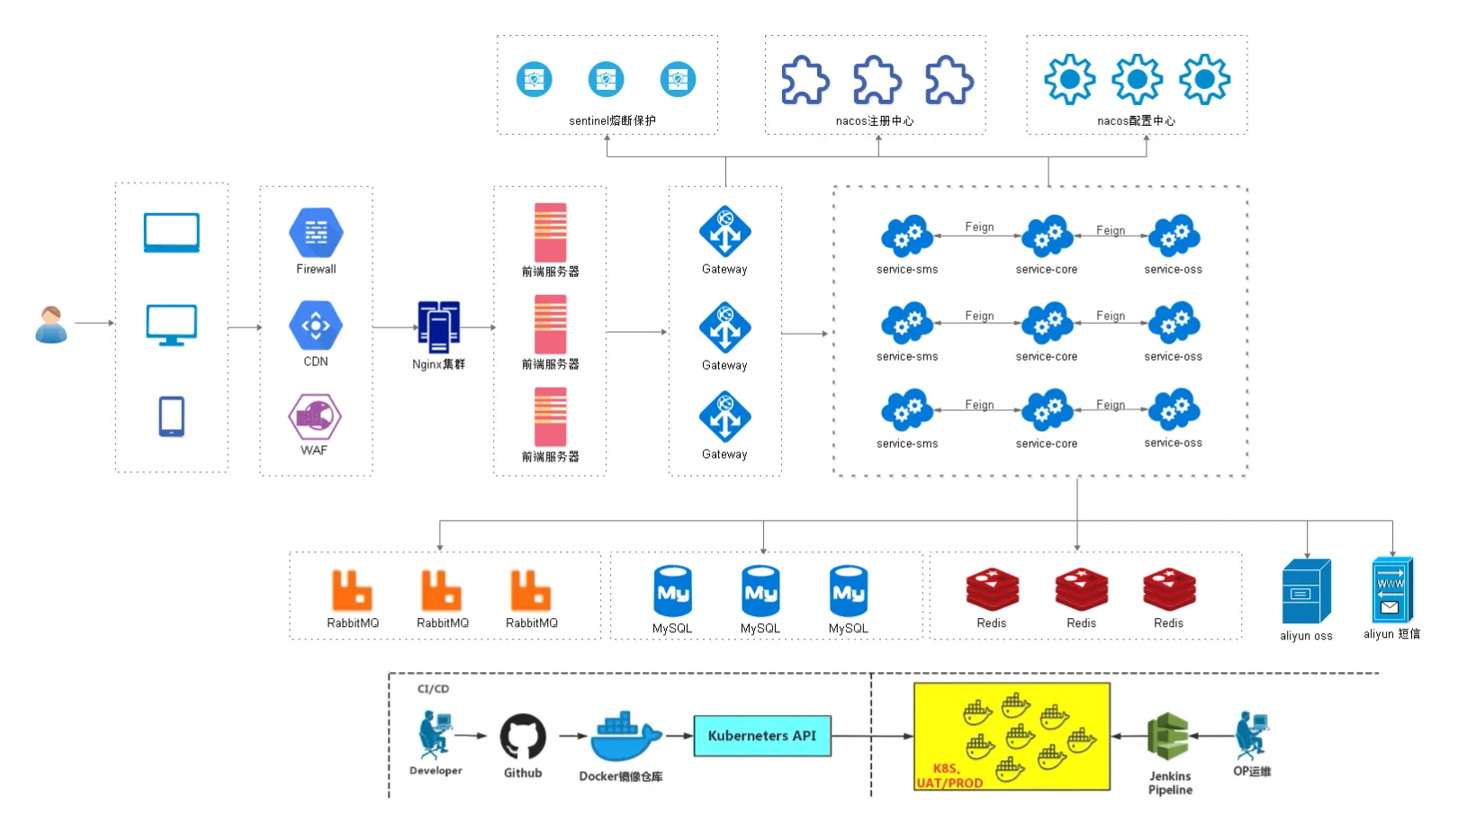 sentinel熔断保护
nacos注册中心
nacos配置中心
Firewall
CDN
WAF
Nginx集群
前端服务器
前端服务器
前端服务器
Gateway
Gateway
Gateway
Feign
Feign
service-sms
service-core
service-oss
Feign
Feign
service-sms
service-core
service-oss
Feign
Feign
service-sms
service-core
service-oss
RabbitMQ
RabbitMQ
RabbitMQ
My
My
My
MySQL
MySQL
MySQL
Redis
Redis
Redis
aliyun oss
WWW
aliyun 短信
CI/CD
Developer
Github
Docker镜像仓库
Kuberneters API
K8S、
UAT/PROD
Jenkins
Pipeline
OP运维